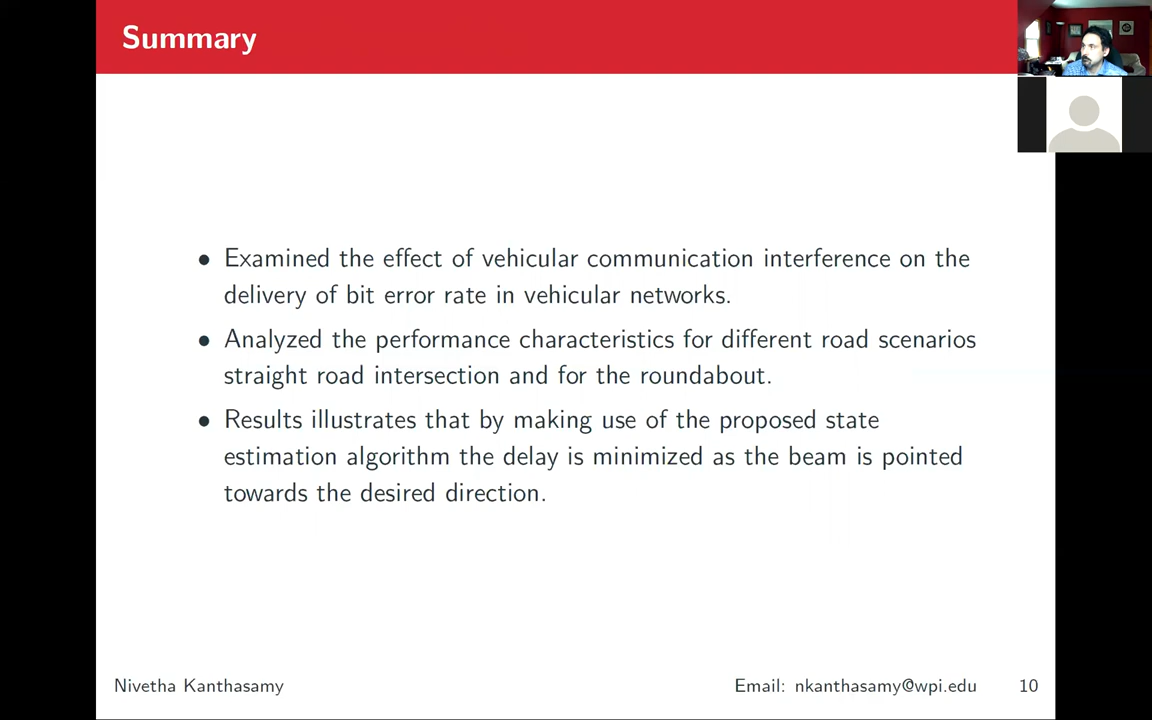 Summary
• Examined the effect of vehicular communication interference on the
delivery of bit error rate in vehicular networks.
• Analyzed the performance characteristics for different road scenarios
straight road intersection and for the roundabout.
• Results illustrates that by making use of the proposed state
estimation algorithm the delay is minimized as the beam is pointed
towards the desired direction.
Nivetha Kanthasamy Email: nkanthasamy@wpi.edu 10